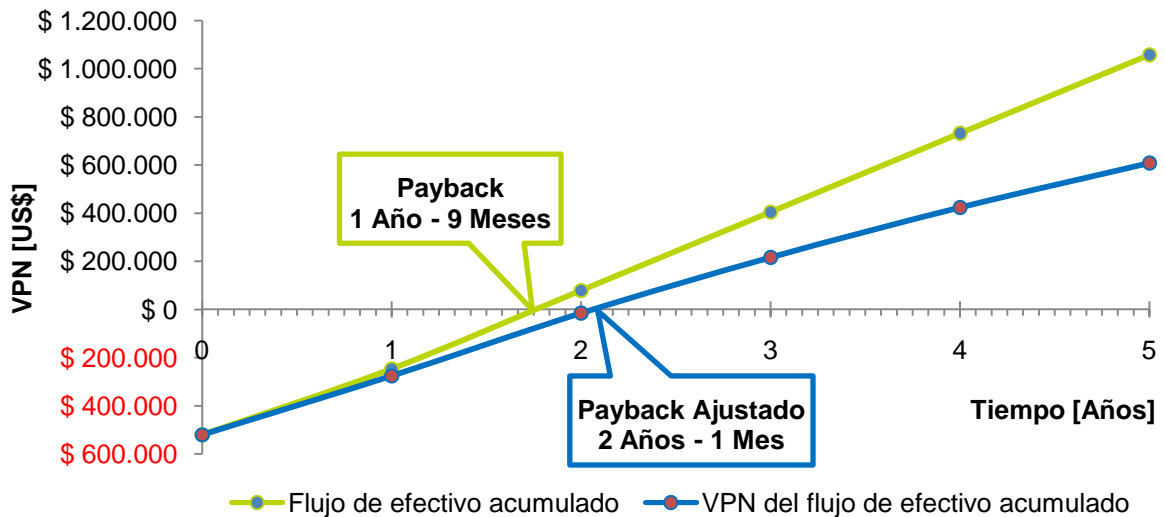 $ 1.200.000
$ 1.000.000
$ 800.000
$ 600.000
$ 400.000
$ 200.000
$ 0
$ 200.000
$ 400.000
$ 600.000
VPN [US$]
Payback
1 Año - 9 Meses
0 1 2 3 4 5
Payback Ajustado
2 Años - 1 Mes
Tiempo [Años]
Flujo de efectivo acumulado
VPN del flujo de efectivo acumulado